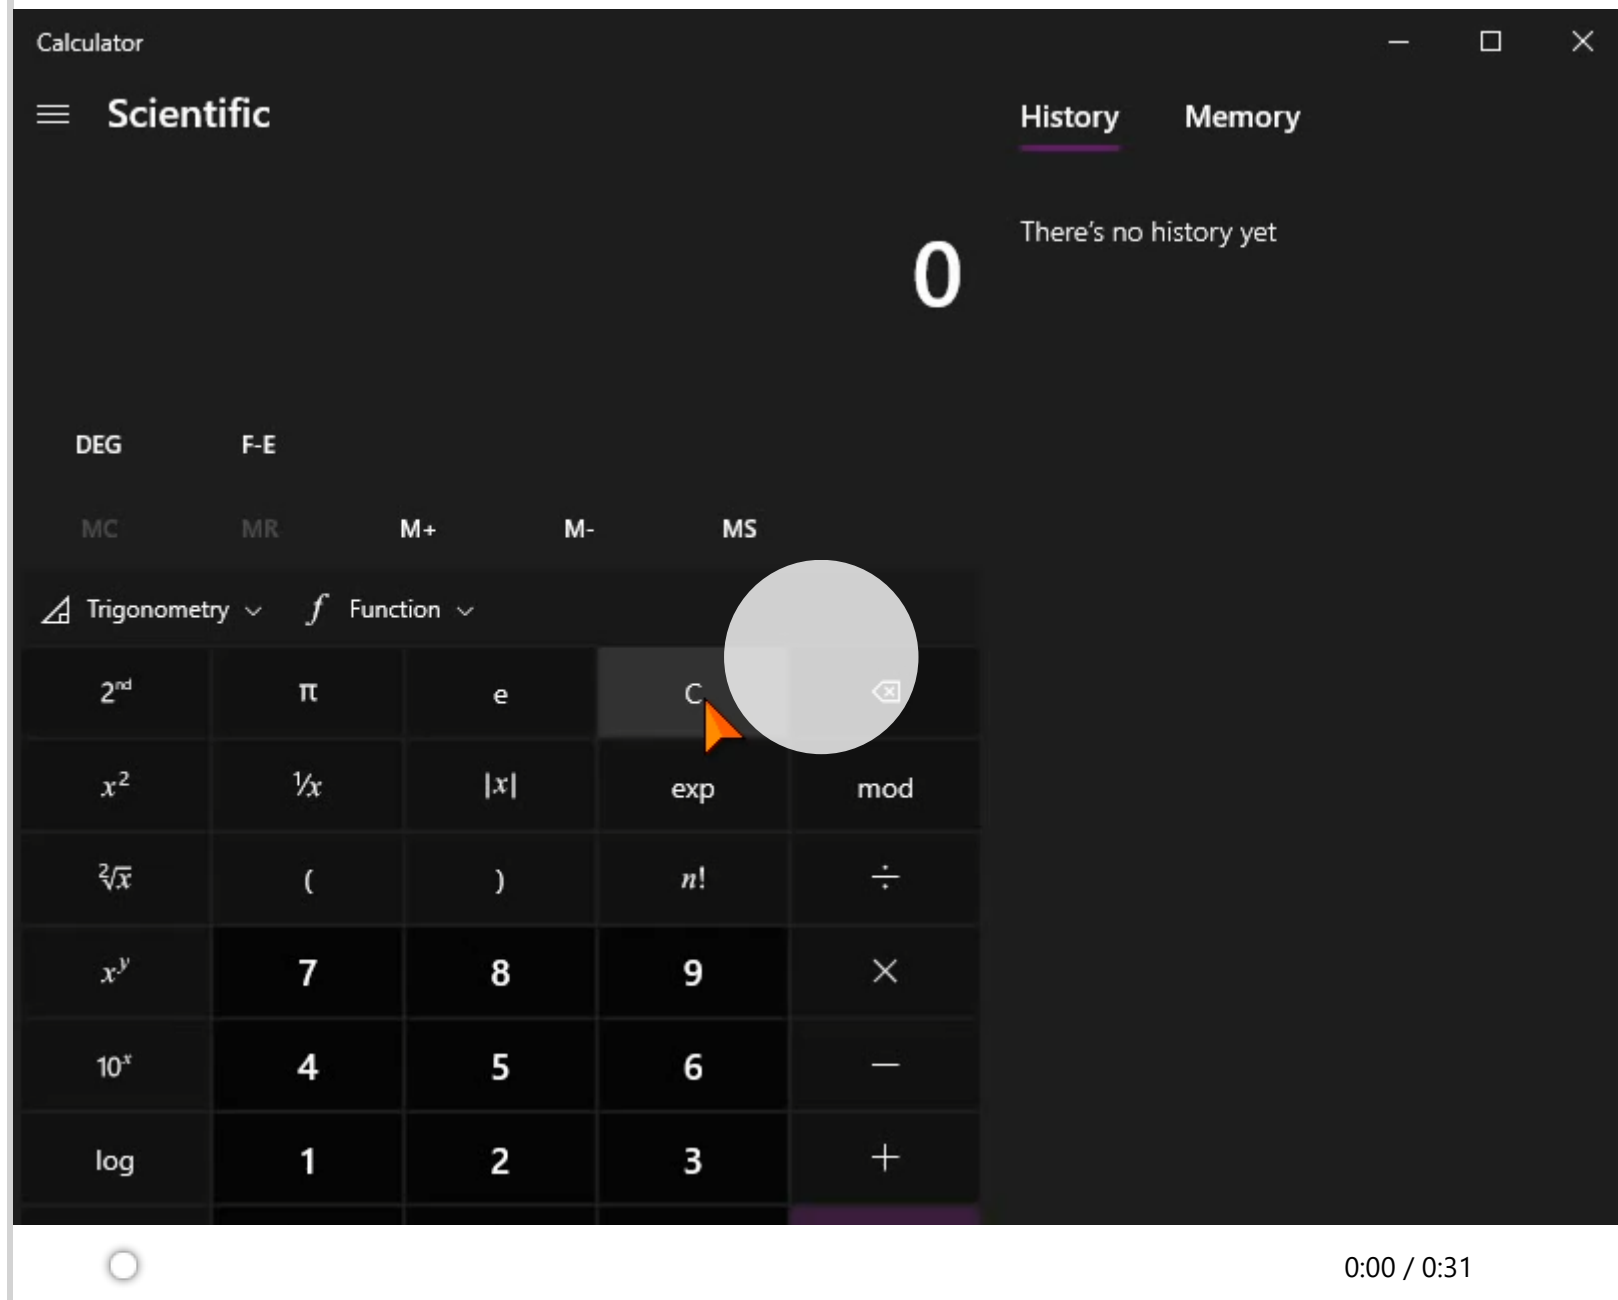 Calculator
Scientific
History Memory
There's no history yet
0
DEG F-E
MC MR M+ M- MS
Trigonometry f Function
2ⁿᵈ π e C
x² ¹/x |x| exp mod
²√x ( ) n! ÷
xʸ 7 8 9 ×
10ˣ 4 5 6 −
log 1 2 3 +
0:00 / 0:31